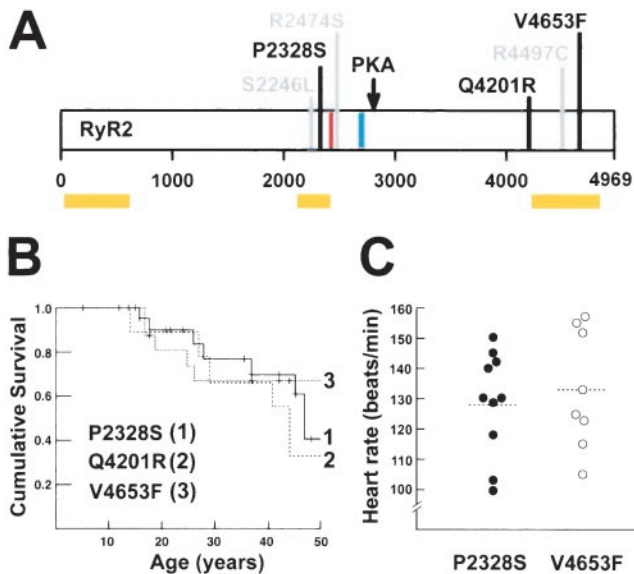 A
R2474S
V4653F
P2328S
PKA
R4497C
S2246L
Q4201R
RyR2
0 1000 2000 3000 4000 4969
B
Cumulative Survival
1.0
0.8
0.6
0.4
0.2
P2328S (1)
Q4201R (2)
V4653F (3)
3
1
2
10 20 30 40 50
Age (years)
C
Heart rate (beats/min)
160
150
140
130
120
110
100
P2328S V4653F